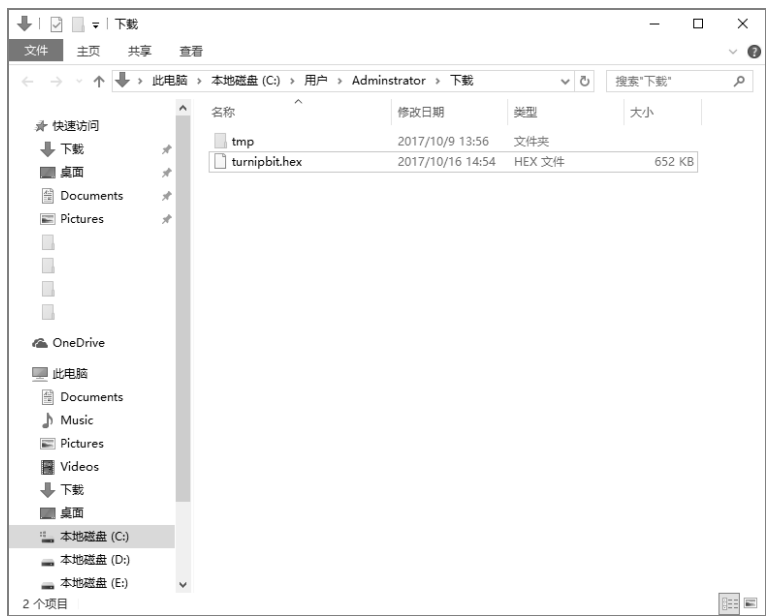 下载
文件 主页 共享 查看
此电脑 › 本地磁盘 (C:) › 用户 › Adminstrator › 下载 搜索"下载"
名称 修改日期 类型 大小
快速访问
tmp 2017/10/9 13:56 文件夹
下载
turnipbit.hex 2017/10/16 14:54 HEX 文件 652 KB
桌面
Documents
Pictures
OneDrive
此电脑
Documents
Music
Pictures
Videos
下载
桌面
本地磁盘 (C:)
本地磁盘 (D:)
本地磁盘 (E:)
2 个项目